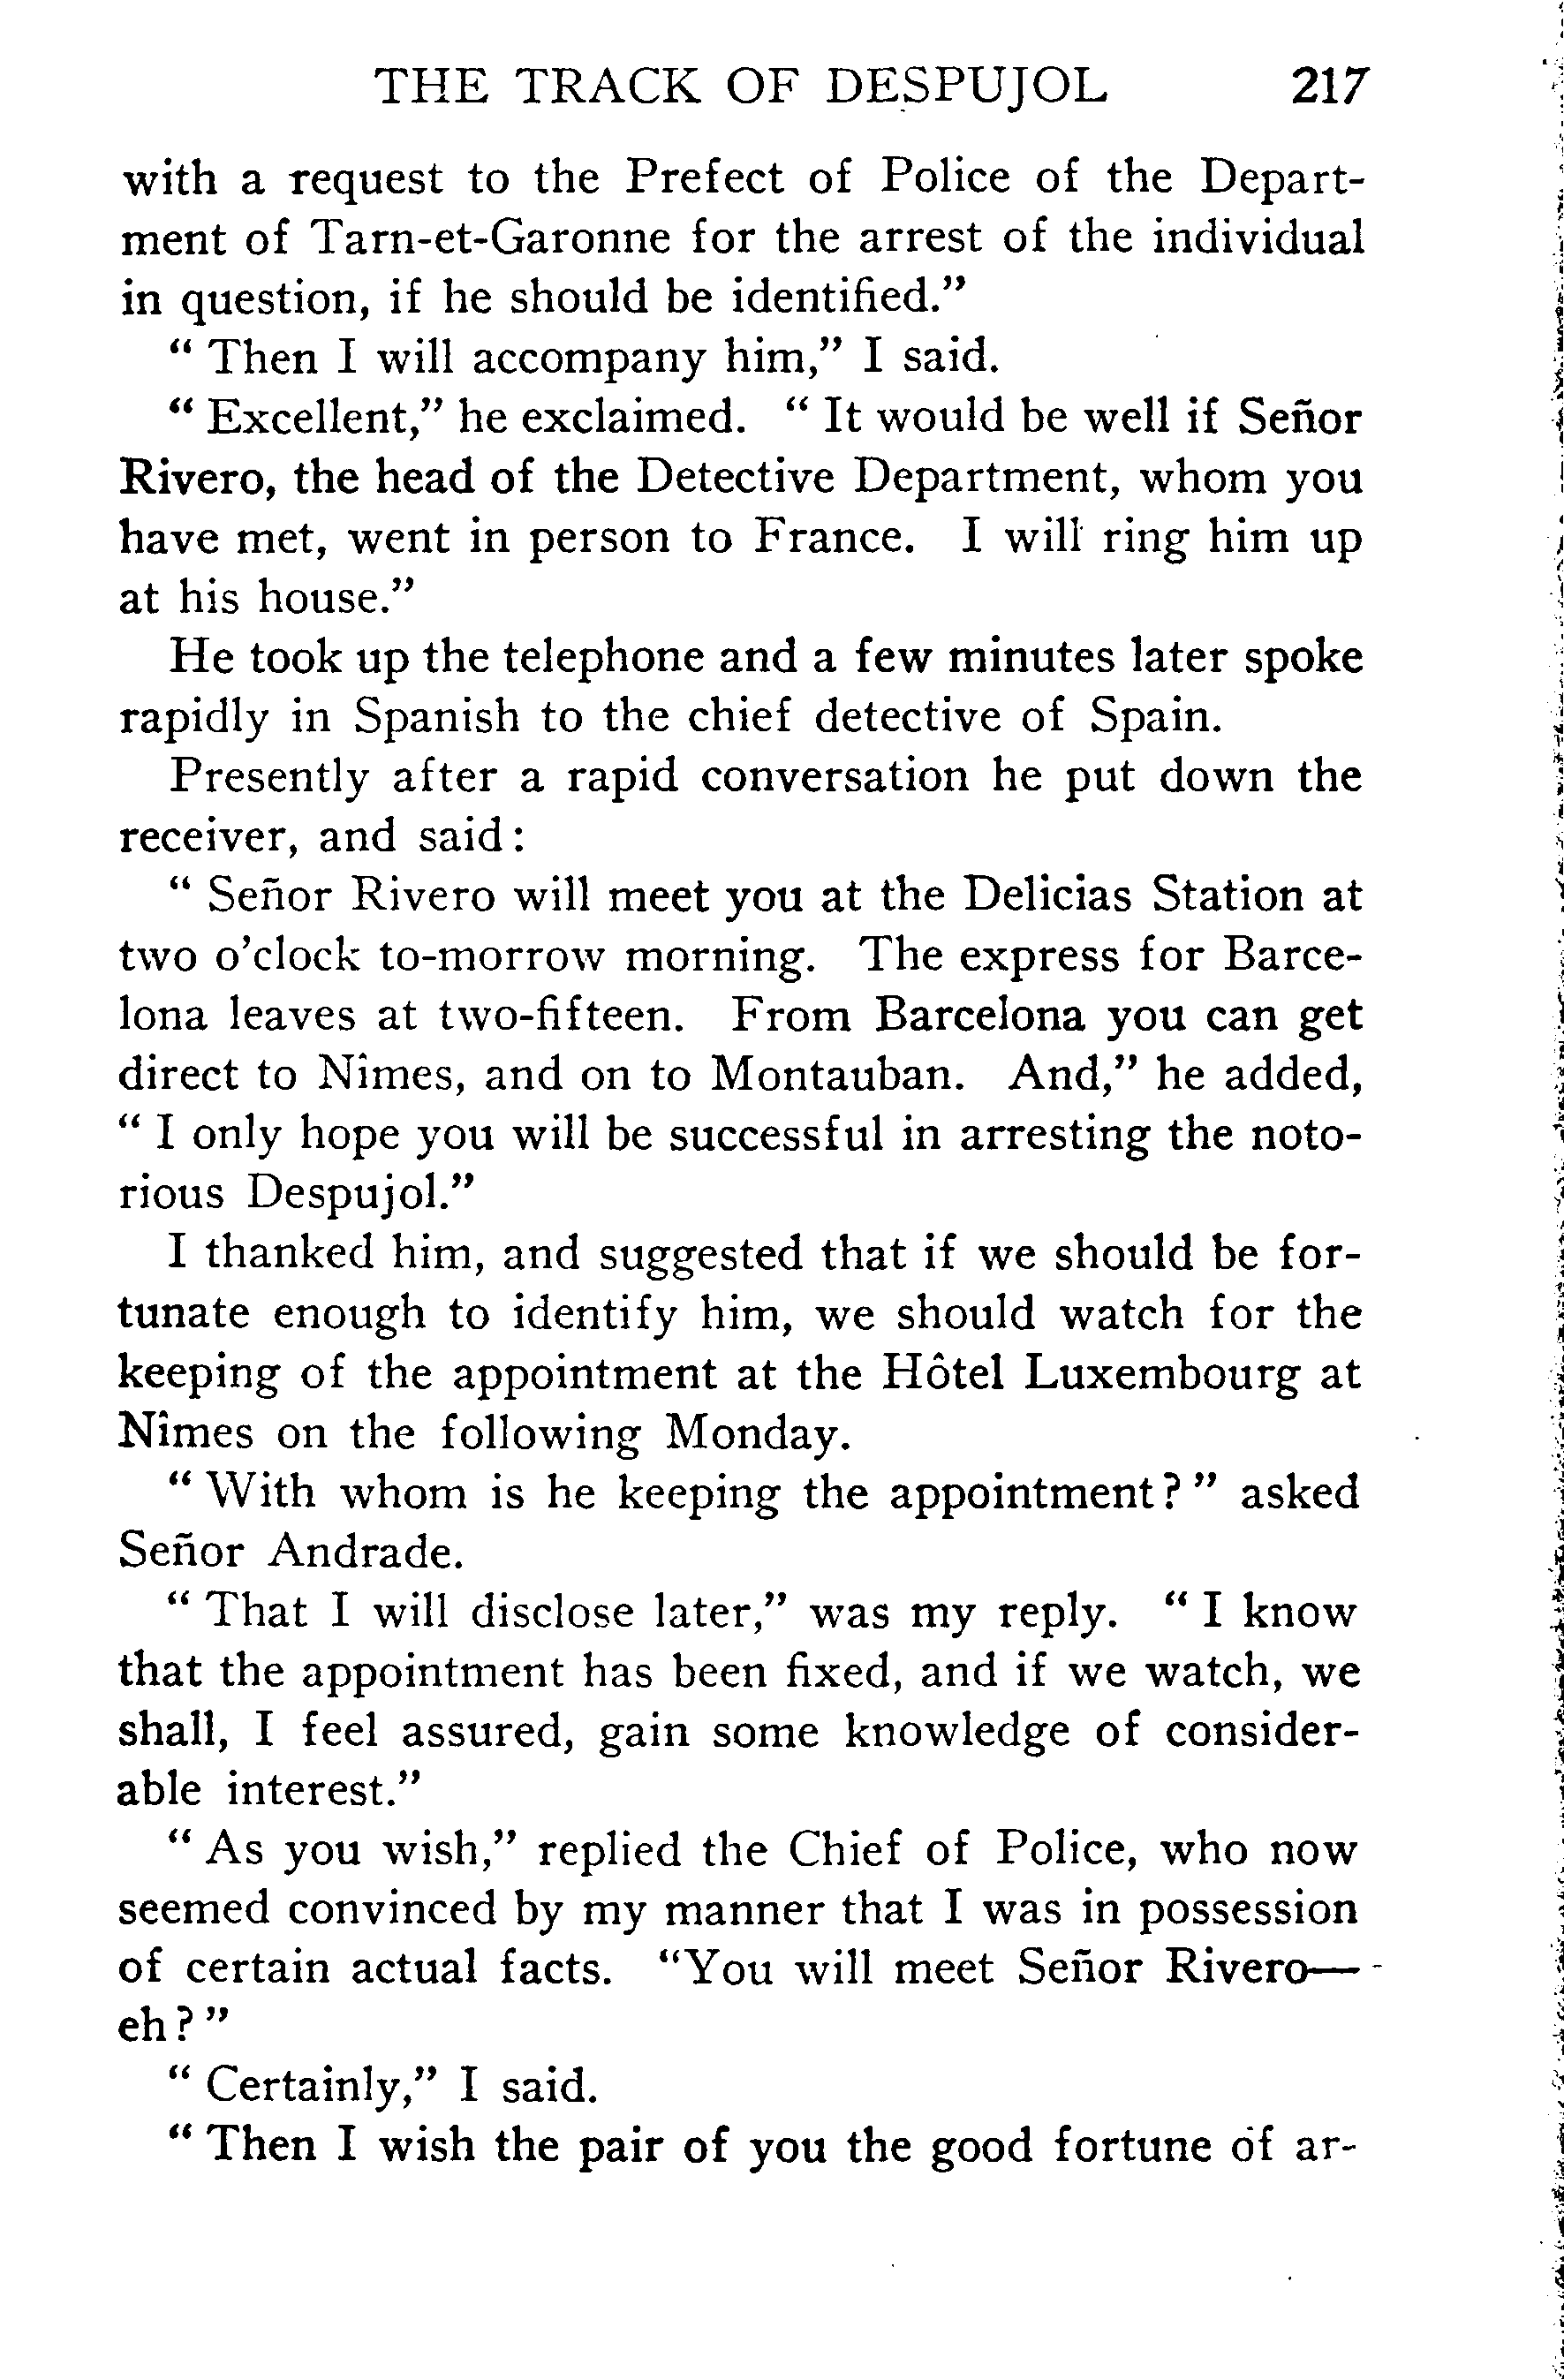 THE TRACK OF DESPUJOL 217
with a request to the Prefect of Police of the Depart-
ment of Tarn-et-Garonne for the arrest of the individual
in question, if he should be identified."
" Then I will accompany him," I said.
" Excellent," he exclaimed. " It would be well if Señor
Rivero, the head of the Detective Department, whom you
have met, went in person to France. I will ring him up
at his house."
He took up the telephone and a few minutes later spoke
rapidly in Spanish to the chief detective of Spain.
Presently after a rapid conversation he put down the
receiver, and said:
" Señor Rivero will meet you at the Delicias Station at
two o'clock to-morrow morning. The express for Barce-
lona leaves at two-fifteen. From Barcelona you can get
direct to Nîmes, and on to Montauban. And," he added,
" I only hope you will be successful in arresting the noto-
rious Despujol."
I thanked him, and suggested that if we should be for-
tunate enough to identify him, we should watch for the
keeping of the appointment at the Hôtel Luxembourg at
Nîmes on the following Monday.
" With whom is he keeping the appointment?" asked
Señor Andrade.
" That I will disclose later," was my reply. " I know
that the appointment has been fixed, and if we watch, we
shall, I feel assured, gain some knowledge of consider-
able interest."
" As you wish," replied the Chief of Police, who now
seemed convinced by my manner that I was in possession
of certain actual facts. "You will meet Señor Rivero—
eh?"
" Certainly," I said.
" Then I wish the pair of you the good fortune of ar-